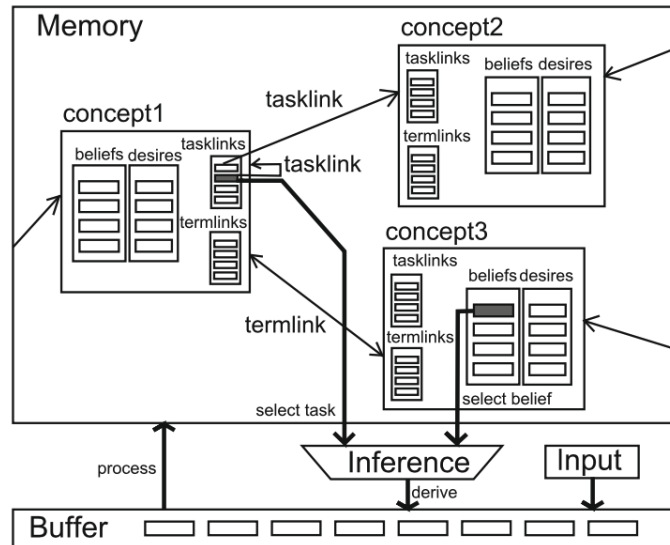 Memory
concept2
tasklinks
beliefs desires
tasklink
concept1
termlinks
beliefs desires
tasklinks
tasklink
termlinks
concept3
tasklinks
beliefs desires
termlink
termlinks
select task
select belief
Inference
Input
process
derive
Buffer